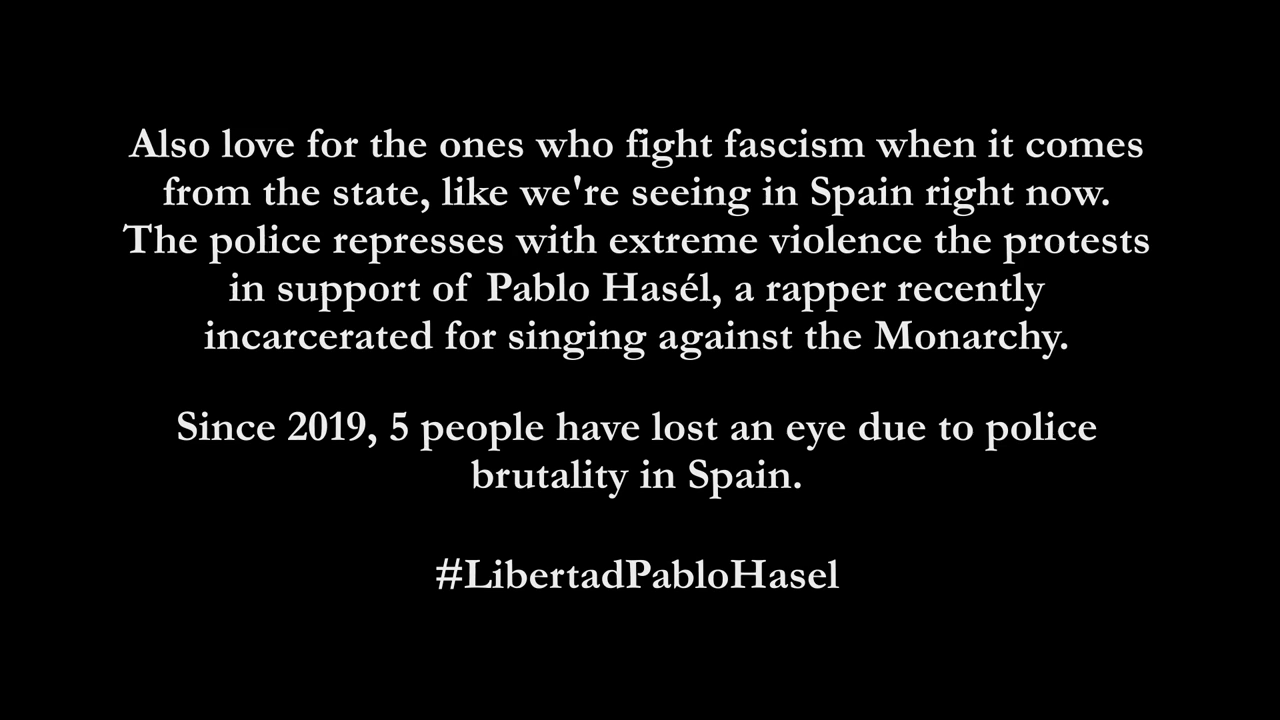 Also love for the ones who fight fascism when it comes
from the state, like we're seeing in Spain right now.
The police represses with extreme violence the protests
in support of Pablo Hasél, a rapper recently
incarcerated for singing against the Monarchy.
Since 2019, 5 people have lost an eye due to police
brutality in Spain.
#LibertadPabloHasel